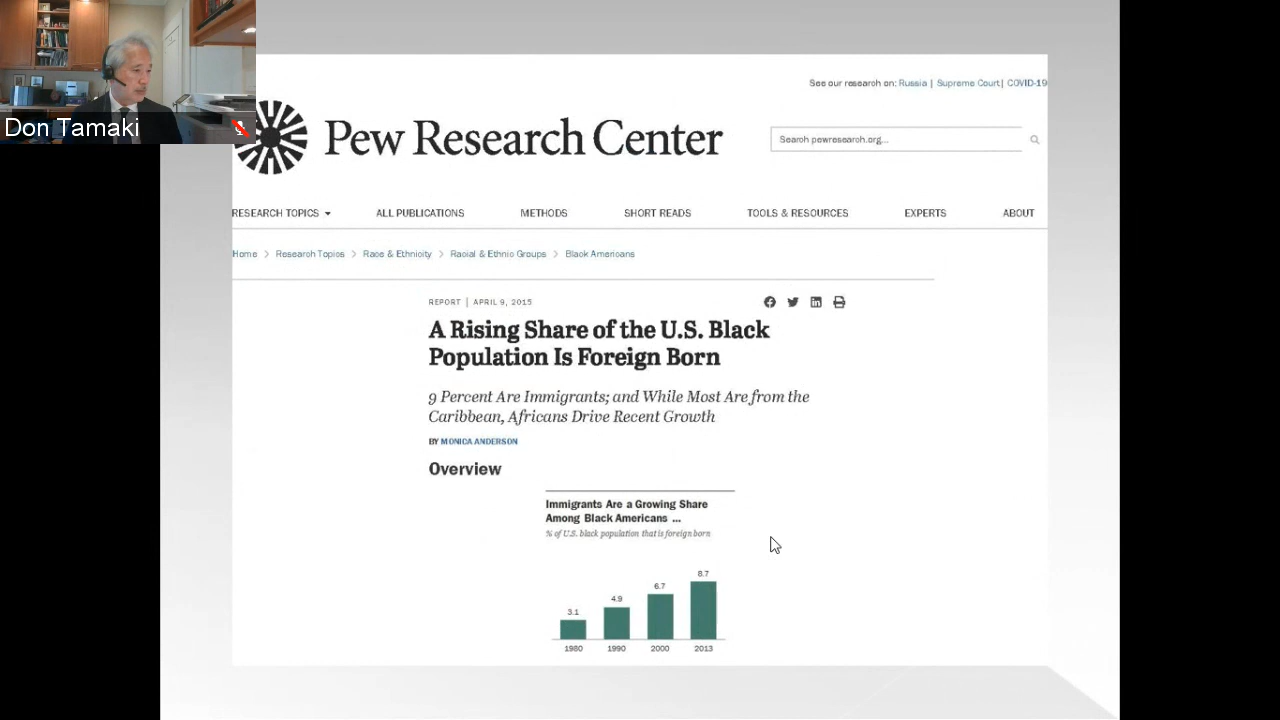 Don Tamaki
See our research on: Russia | Supreme Court | COVID-19
Pew Research Center
Search pewresearch.org...
RESEARCH TOPICS ALL PUBLICATIONS METHODS SHORT READS TOOLS & RESOURCES EXPERTS ABOUT
Home > Research Topics > Race & Ethnicity > Racial & Ethnic Groups > Black Americans
REPORT | APRIL 9, 2015
A Rising Share of the U.S. Black
Population Is Foreign Born
9 Percent Are Immigrants; and While Most Are from the
Caribbean, Africans Drive Recent Growth
BY MONICA ANDERSON
Overview
Immigrants Are a Growing Share
Among Black Americans ...
% of U.S. black population that is foreign born
3.1 4.9 6.7 8.7
1980 1990 2000 2013